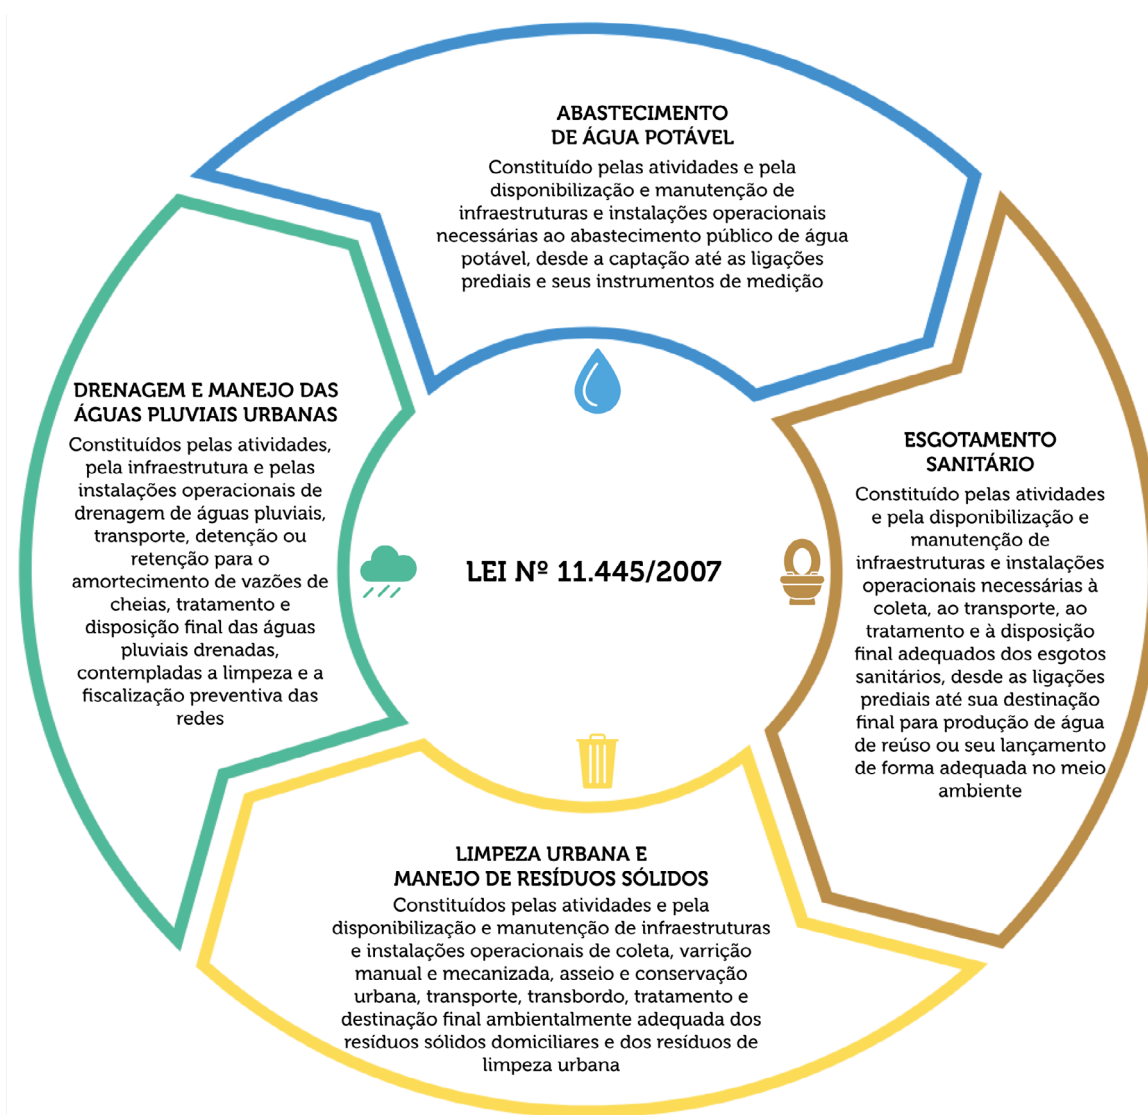 ABASTECIMENTO
DE ÁGUA POTÁVEL
Constituído pelas atividades e pela
disponibilização e manutenção de
infraestruturas e instalações operacionais
necessárias ao abastecimento público de água
potável, desde a captação até as ligações
prediais e seus instrumentos de medição
ESGOTAMENTO
SANITÁRIO
Constituído pelas atividades
e pela disponibilização e
manutenção de
infraestruturas e instalações
operacionais necessárias à
coleta, ao transporte, ao
tratamento e à disposição
final adequados dos esgotos
sanitários, desde as ligações
prediais até sua destinação
final para produção de água
de reúso ou seu lançamento
de forma adequada no meio
ambiente
LIMPEZA URBANA E
MANEJO DE RESÍDUOS SÓLIDOS
Constituídos pelas atividades e pela
disponibilização e manutenção de infraestruturas
e instalações operacionais de coleta, varrição
manual e mecanizada, asseio e conservação
urbana, transporte, transbordo, tratamento e
destinação final ambientalmente adequada dos
resíduos sólidos domiciliares e dos resíduos de
limpeza urbana
DRENAGEM E MANEJO DAS
ÁGUAS PLUVIAIS URBANAS
Constituídos pelas atividades,
pela infraestrutura e pelas
instalações operacionais de
drenagem de águas pluviais,
transporte, detenção ou
retenção para o
amortecimento de vazões de
cheias, tratamento e
disposição final das águas
pluviais drenadas,
contempladas a limpeza e a
fiscalização preventiva das
redes
LEI Nº 11.445/2007